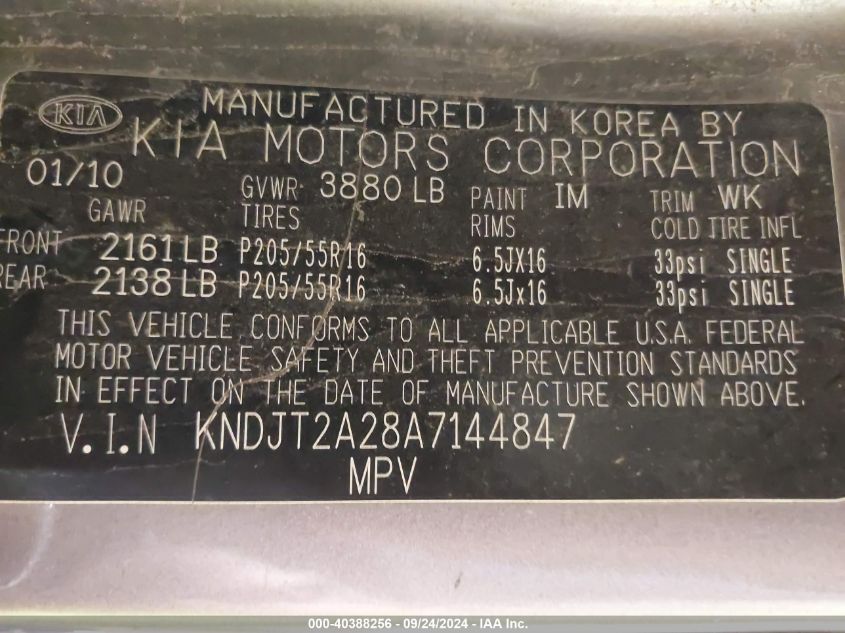 KIA
MANUFACTURED IN KOREA BY
KIA MOTORS CORPORATION
01/10 GVWR 3880 LB PAINT IM TRIM WK
GAWR TIRES RIMS COLD TIRE INFL
FRONT 2161LB P205/55R16 6.5JX16 33psi SINGLE
REAR 2138 LB P205/55R16 6.5Jx16 33psi SINGLE
THIS VEHICLE CONFORMS TO ALL APPLICABLE U.S.A. FEDERAL
MOTOR VEHICLE SAFETY AND THEFT PREVENTION STANDARDS
IN EFFECT ON THE DATE OF MANUFACTURE SHOWN ABOVE.
V.I.N KNDJT2A28A7144847
MPV
000-40388256 - 09/24/2024 - IAA Inc.